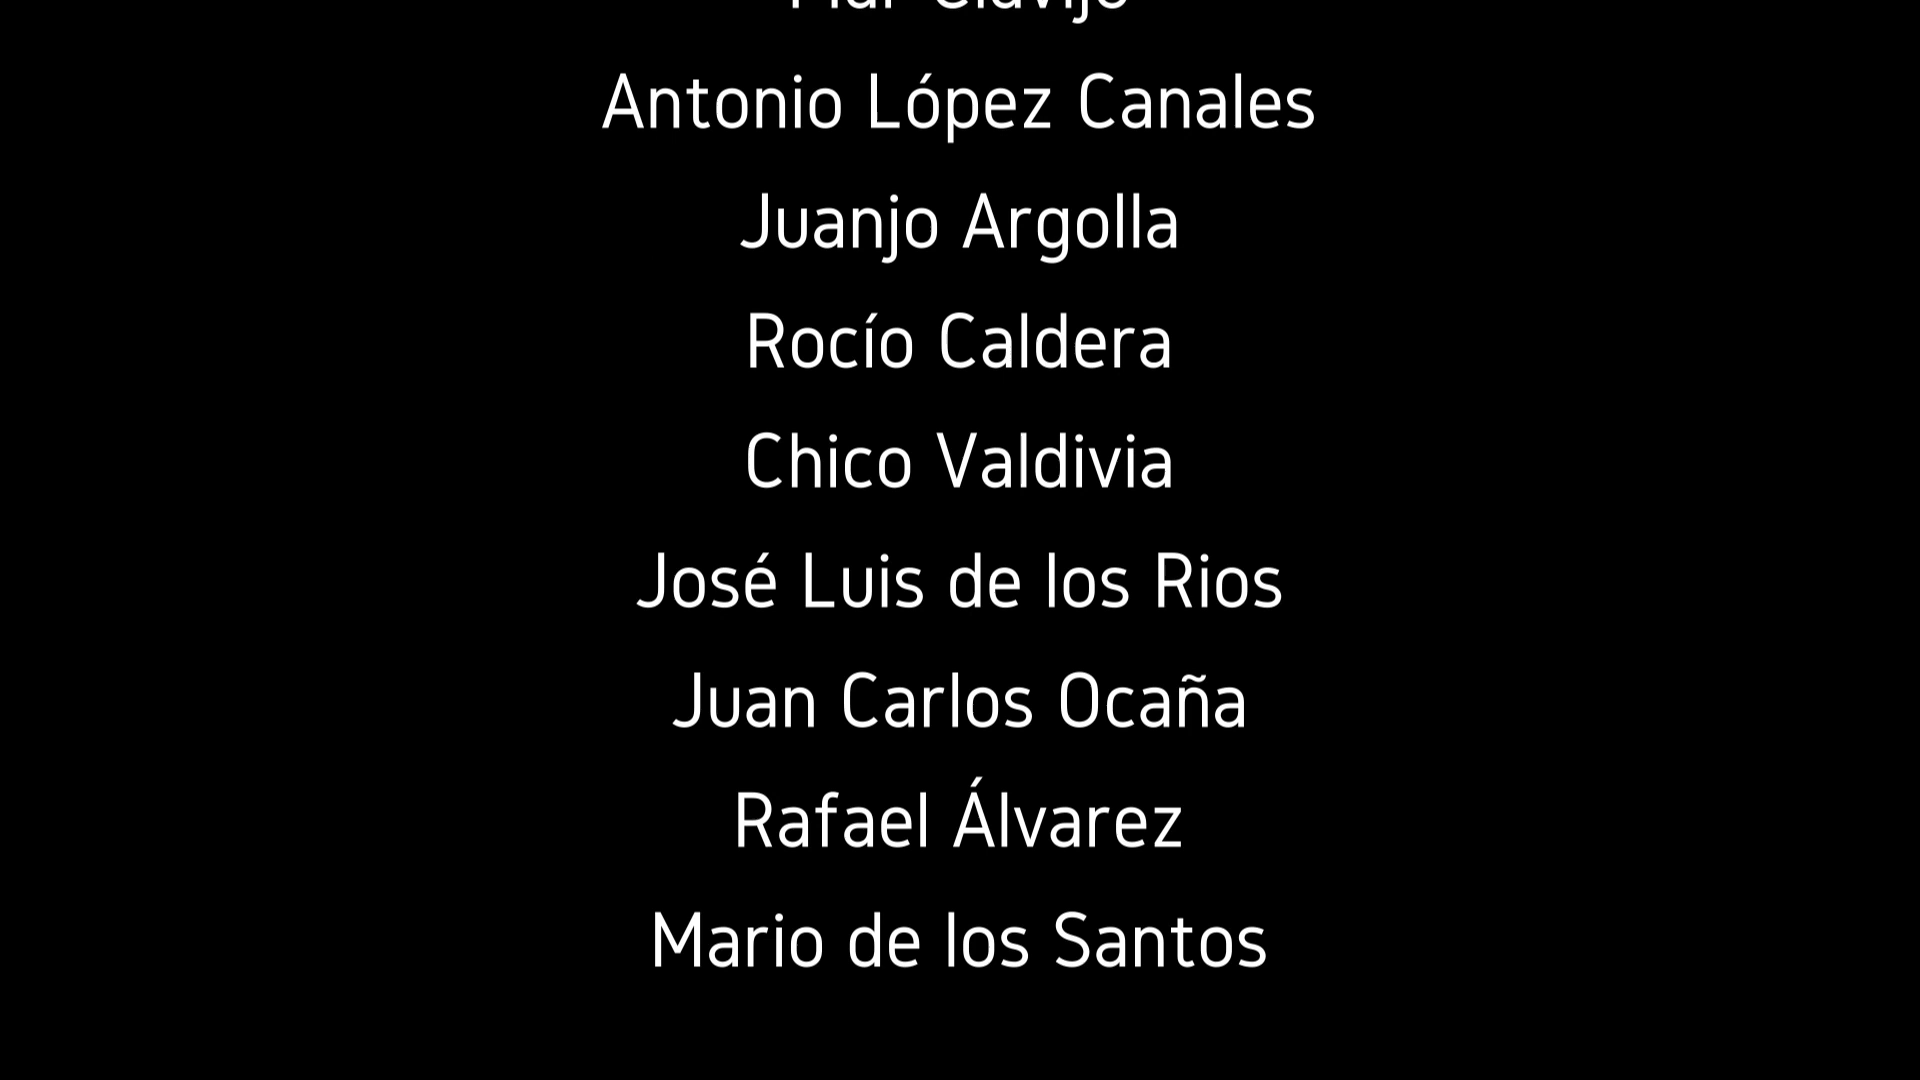 Clavijo
Antonio López Canales
Juanjo Argolla
Rocío Caldera
Chico Valdivia
José Luis de los Rios
Juan Carlos Ocaña
Rafael Álvarez
Mario de los Santos